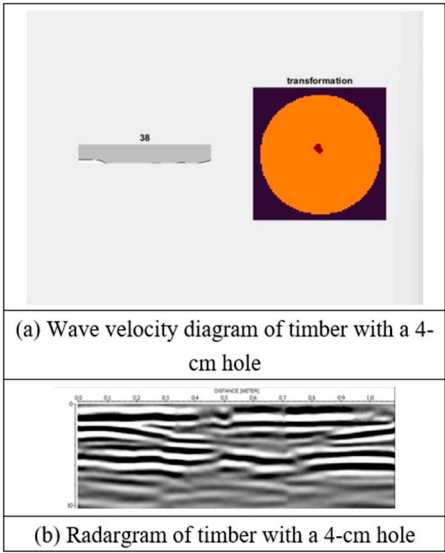 38
transformation
(a) Wave velocity diagram of timber with a 4-
cm hole
DISTANCE [METER]
0.0 0.1 0.2 0.3 0.4 0.5 0.6 0.7 0.8 0.9 1.0
0
10
(b) Radargram of timber with a 4-cm hole